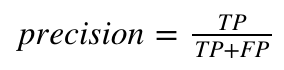 precision = TP / TP+FP